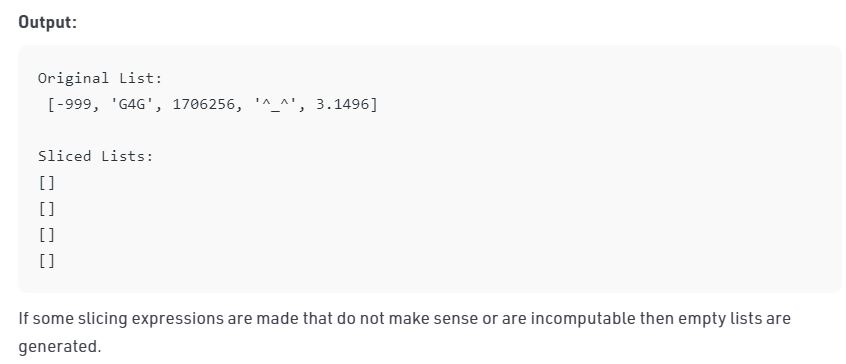 Output:
Original List:
[-999, 'G4G', 1706256, '^_^', 3.1496]
Sliced Lists:
[]
[]
[]
[]
If some slicing expressions are made that do not make sense or are incomputable then empty lists are
generated.